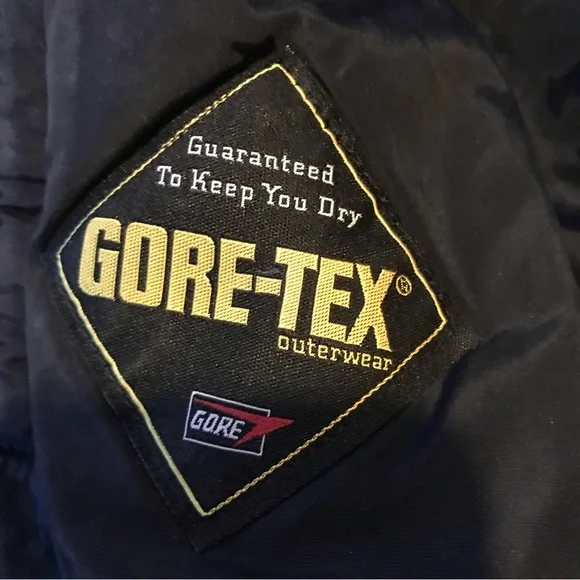 Guaranteed
To Keep You Dry
GORE-TEX®
outerwear
GORE